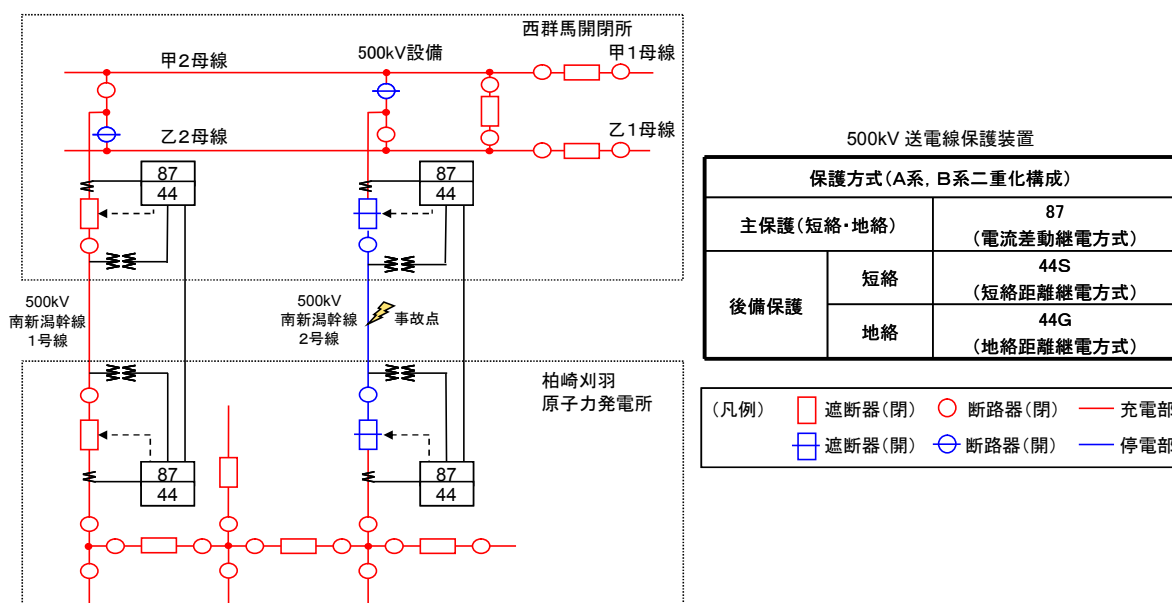 西群馬開閉所
500kV設備
甲2母線
甲1母線
乙2母線
乙1母線
87
44
87
44
500kV
南新潟幹線
1号線
500kV
南新潟幹線
2号線
事故点
柏崎刈羽
原子力発電所
87
44
87
44
500kV 送電線保護装置
保護方式(A系，B系二重化構成)
主保護(短絡・地絡)
87
(電流差動継電方式)
後備保護
短絡
44S
(短絡距離継電方式)
地絡
44G
(地絡距離継電方式)
(凡例) 遮断器(閉) 断路器(閉) 充電部
遮断器(開) 断路器(開) 停電部